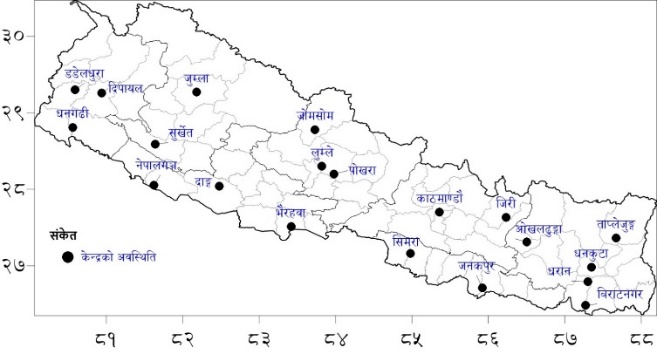 ३०
डडेलधुरा
दिपायल
जुम्ला
२९
धनगढी
जोमसोम
सुर्खेत
लुम्ले
पोखरा
नेपालगञ्ज
दाङ्ग
२८
काठमाण्डौ
जिरी
ताप्लेजुङ्ग
भैरहवा
ओखलढुङ्गा
संकेत
केन्द्रको अवस्थिति
सिमरा
धनकुटा
२७
जनकपुर
धरान
बिराटनगर
८१ ८२ ८३ ८४ ८५ ८६ ८७ ८८